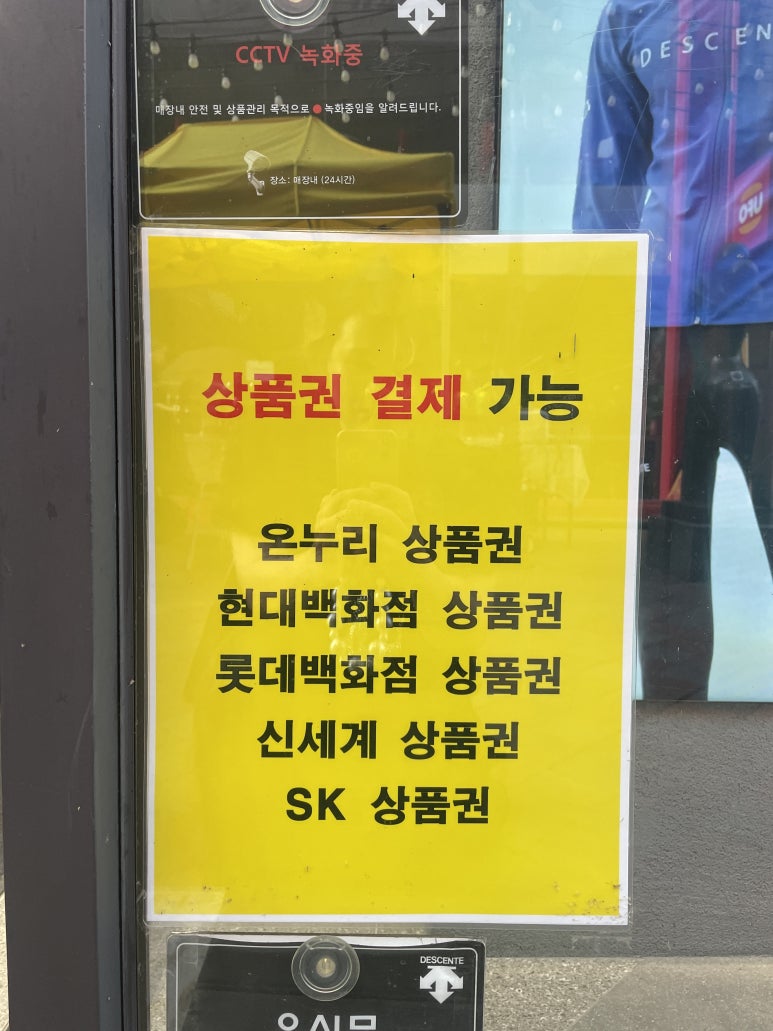 CCTV 녹화중
매장내 안전 및 상품관리 목적으로 녹화중임을 알려드립니다.
장소: 매장내 (24시간)
DESCEN
UFO
상품권 결제 가능
온누리 상품권
현대백화점 상품권
롯데백화점 상품권
신세계 상품권
SK 상품권
DESCENTE